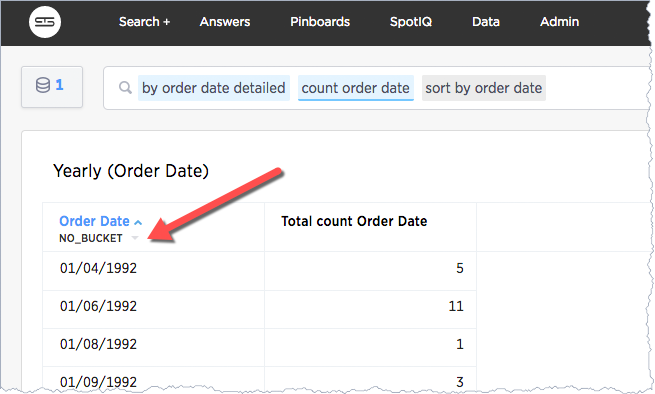 Search + Answers Pinboards SpotIQ Data Admin
1 by order date detailed count order date sort by order date
Yearly (Order Date)
Order Date Total count Order Date
NO_BUCKET
01/04/1992 5
01/06/1992 11
01/08/1992 1
01/09/1992 3